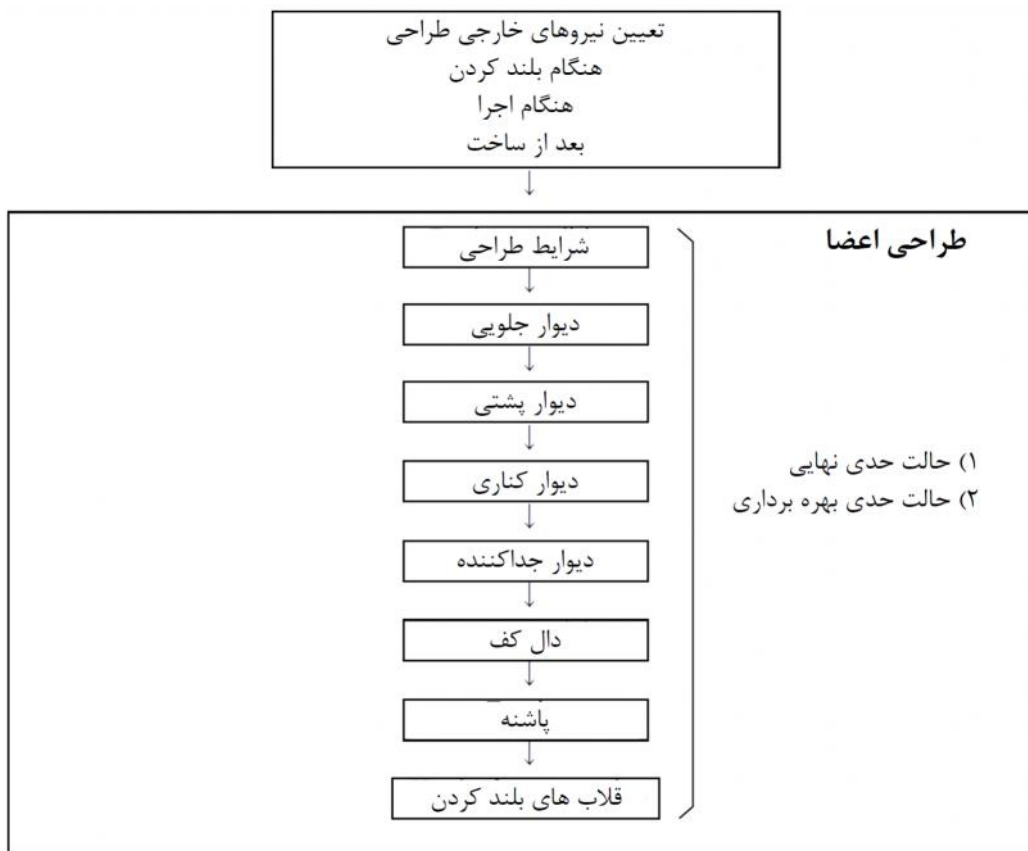 تعیین نیروهای خارجی طراحی
هنگام بلند کردن
هنگام اجرا
بعد از ساخت
طراحی اعضا
شرایط طراحی
دیوار جلویی
دیوار پشتی
دیوار کناری
دیوار جداکننده
دال کف
پاشنه
قلاب های بلند کردن
۱) حالت حدی نهایی
۲) حالت حدی بهره برداری